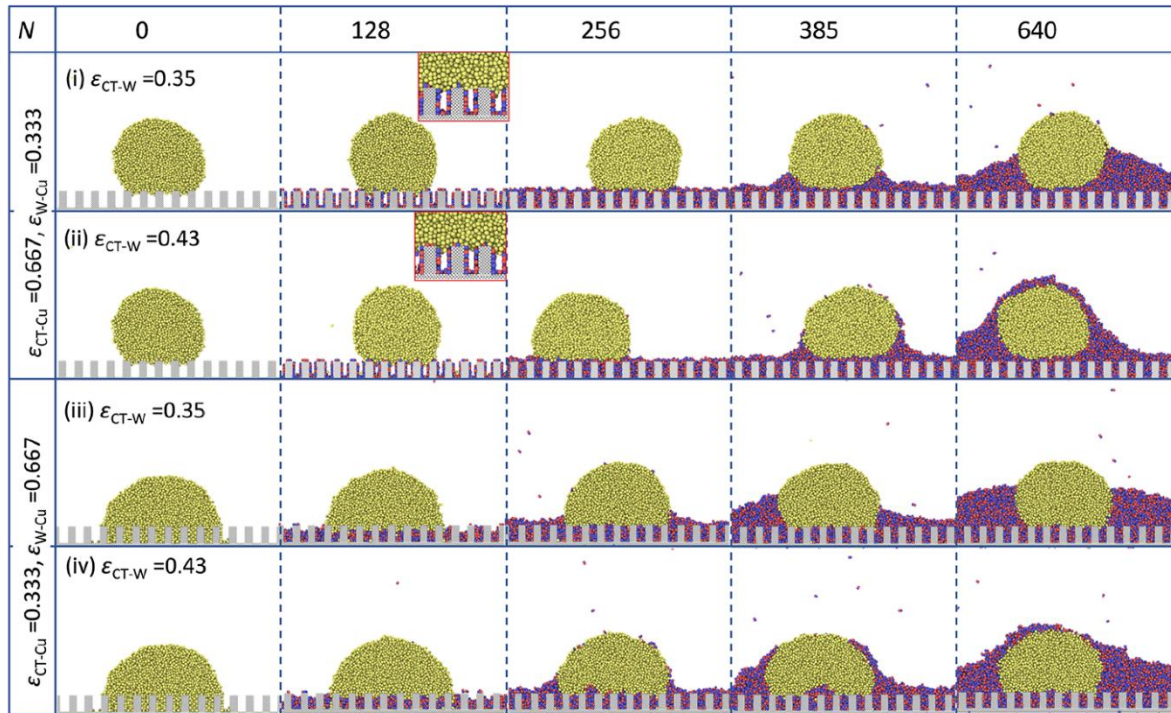 N 0 128 256 385 640
εCT-Cu =0.667, εW-Cu =0.333
(i) εCT-W =0.35
(ii) εCT-W =0.43
εCT-Cu =0.333, εW-Cu =0.667
(iii) εCT-W =0.35
(iv) εCT-W =0.43